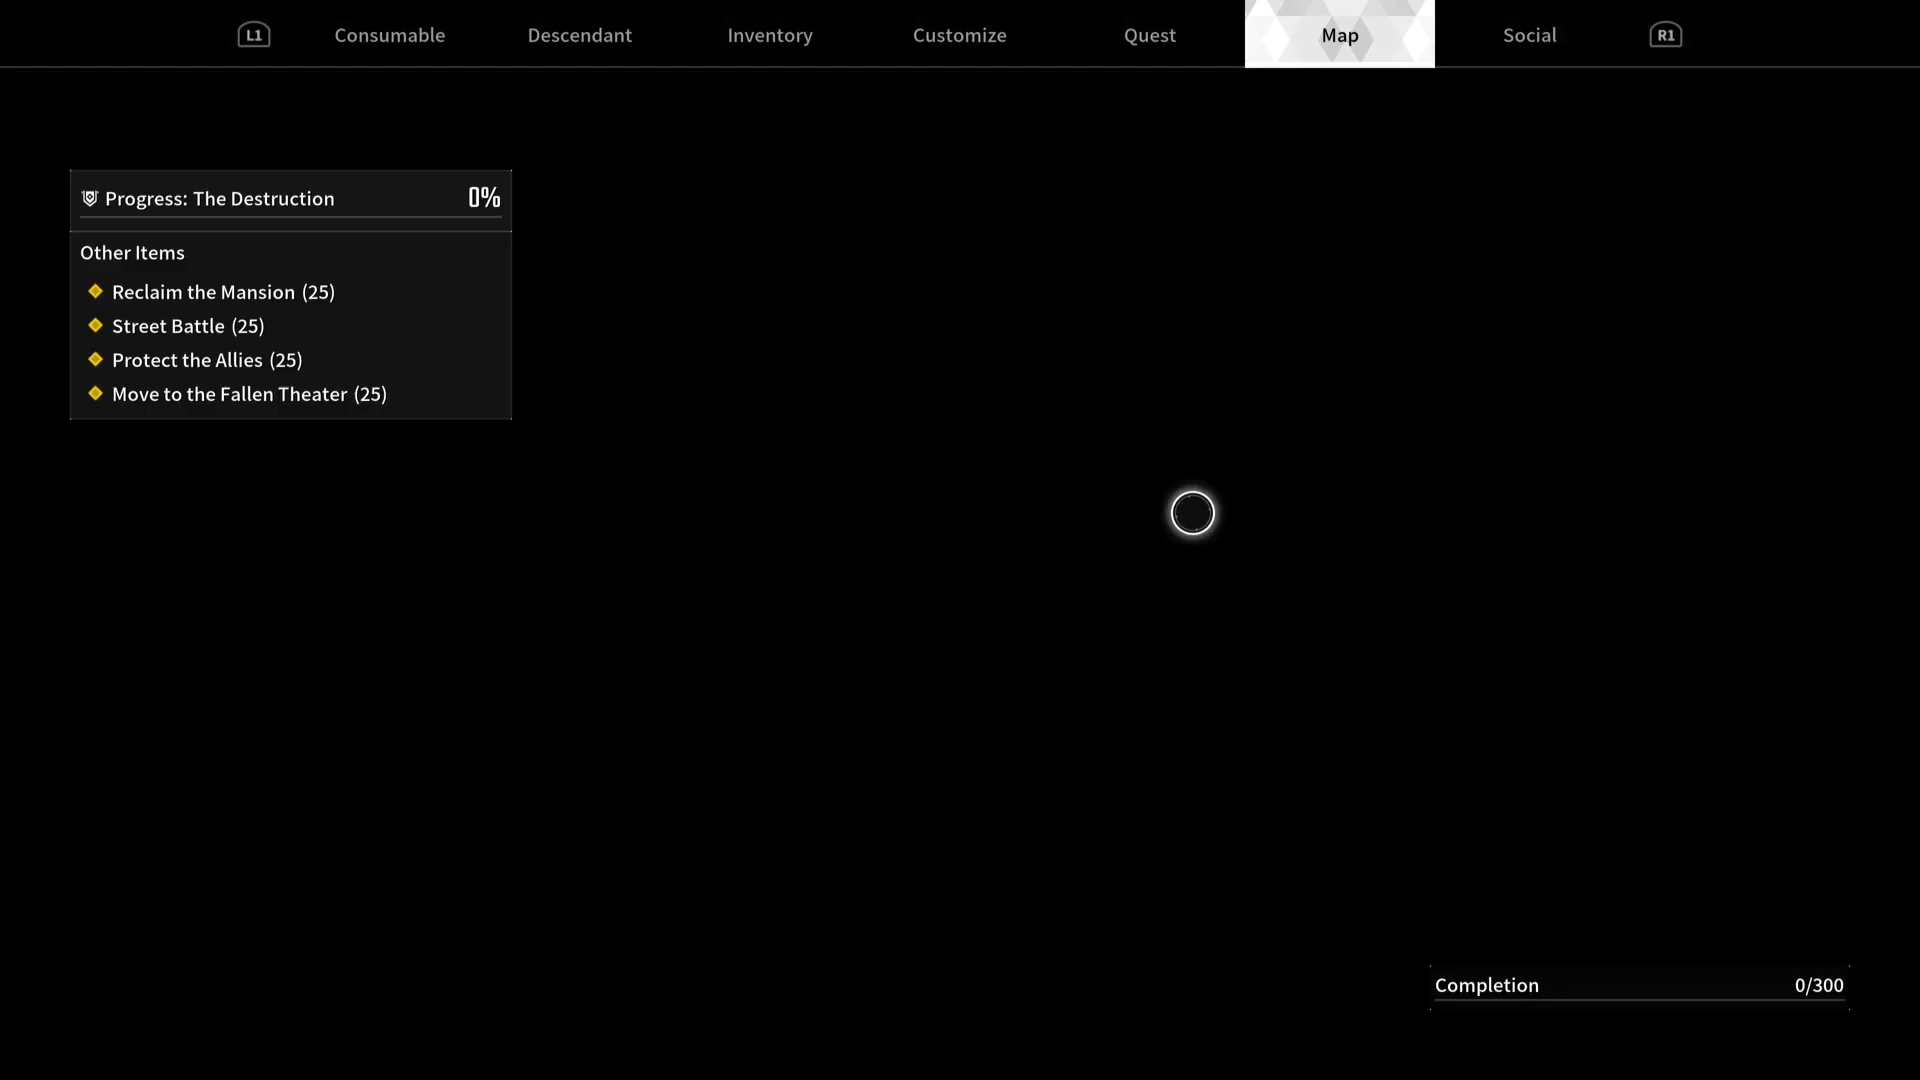 L1 Consumable Descendant Inventory Customize Quest Map Social R1
Progress: The Destruction 0%
Other Items
Reclaim the Mansion (25)
Street Battle (25)
Protect the Allies (25)
Move to the Fallen Theater (25)
Completion 0/300